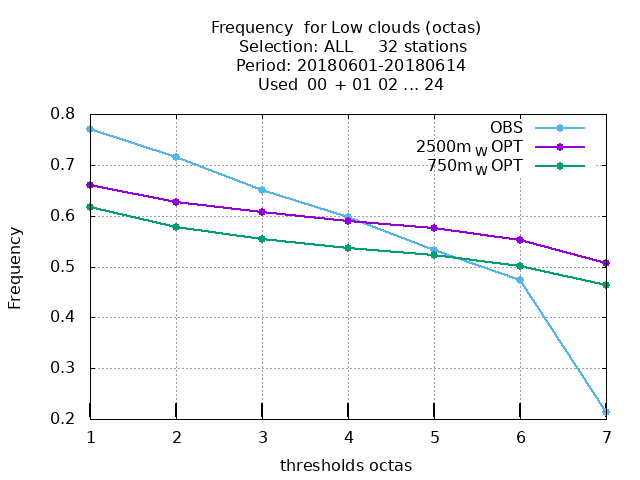 Frequency  for Low clouds (octas)
Selection: ALL     32 stations
Period: 20180601-20180614
Used  00  + 01 02 ... 24
OBS
2500m W OPT
750m W OPT
0.8
0.7
0.6
0.5
0.4
0.3
0.2
Frequency
1 2 3 4 5 6 7
thresholds octas